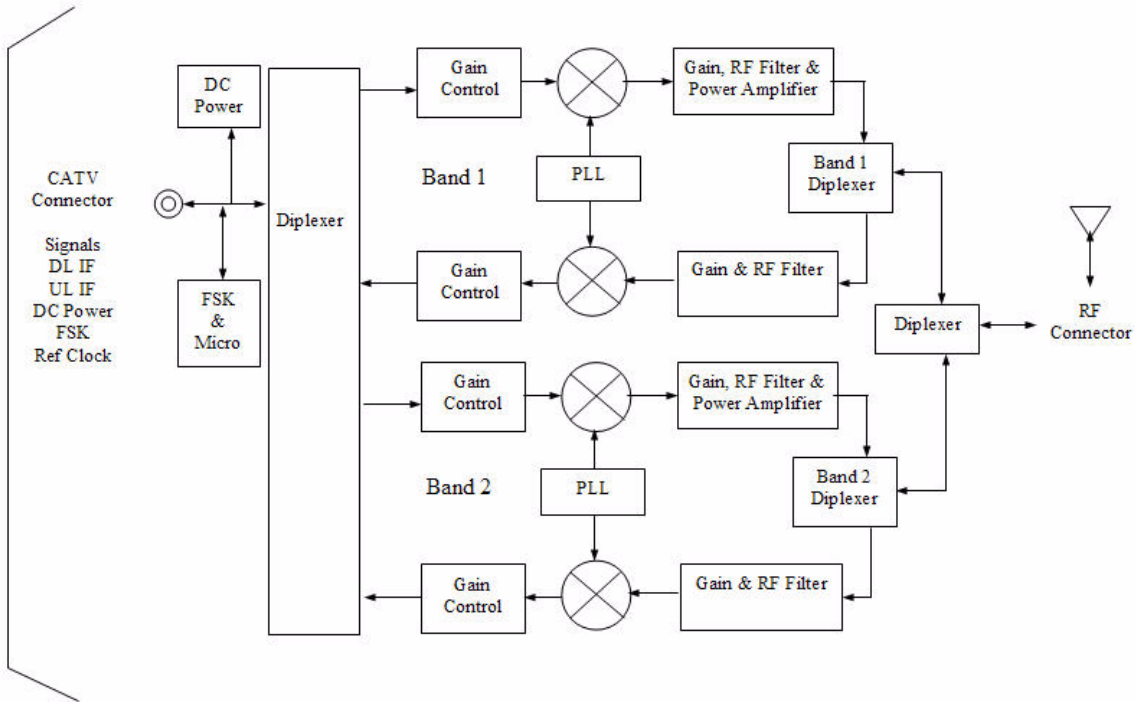 CATV
Connector
Signals
DL IF
UL IF
DC Power
FSK
Ref Clock
DC
Power
FSK
&
Micro
Diplexer
Gain
Control
Gain, RF Filter &
Power Amplifier
Band 1
PLL
Band 1
Diplexer
Gain
Control
Gain & RF Filter
Diplexer
RF
Connector
Gain
Control
Gain, RF Filter &
Power Amplifier
Band 2
PLL
Band 2
Diplexer
Gain
Control
Gain & RF Filter